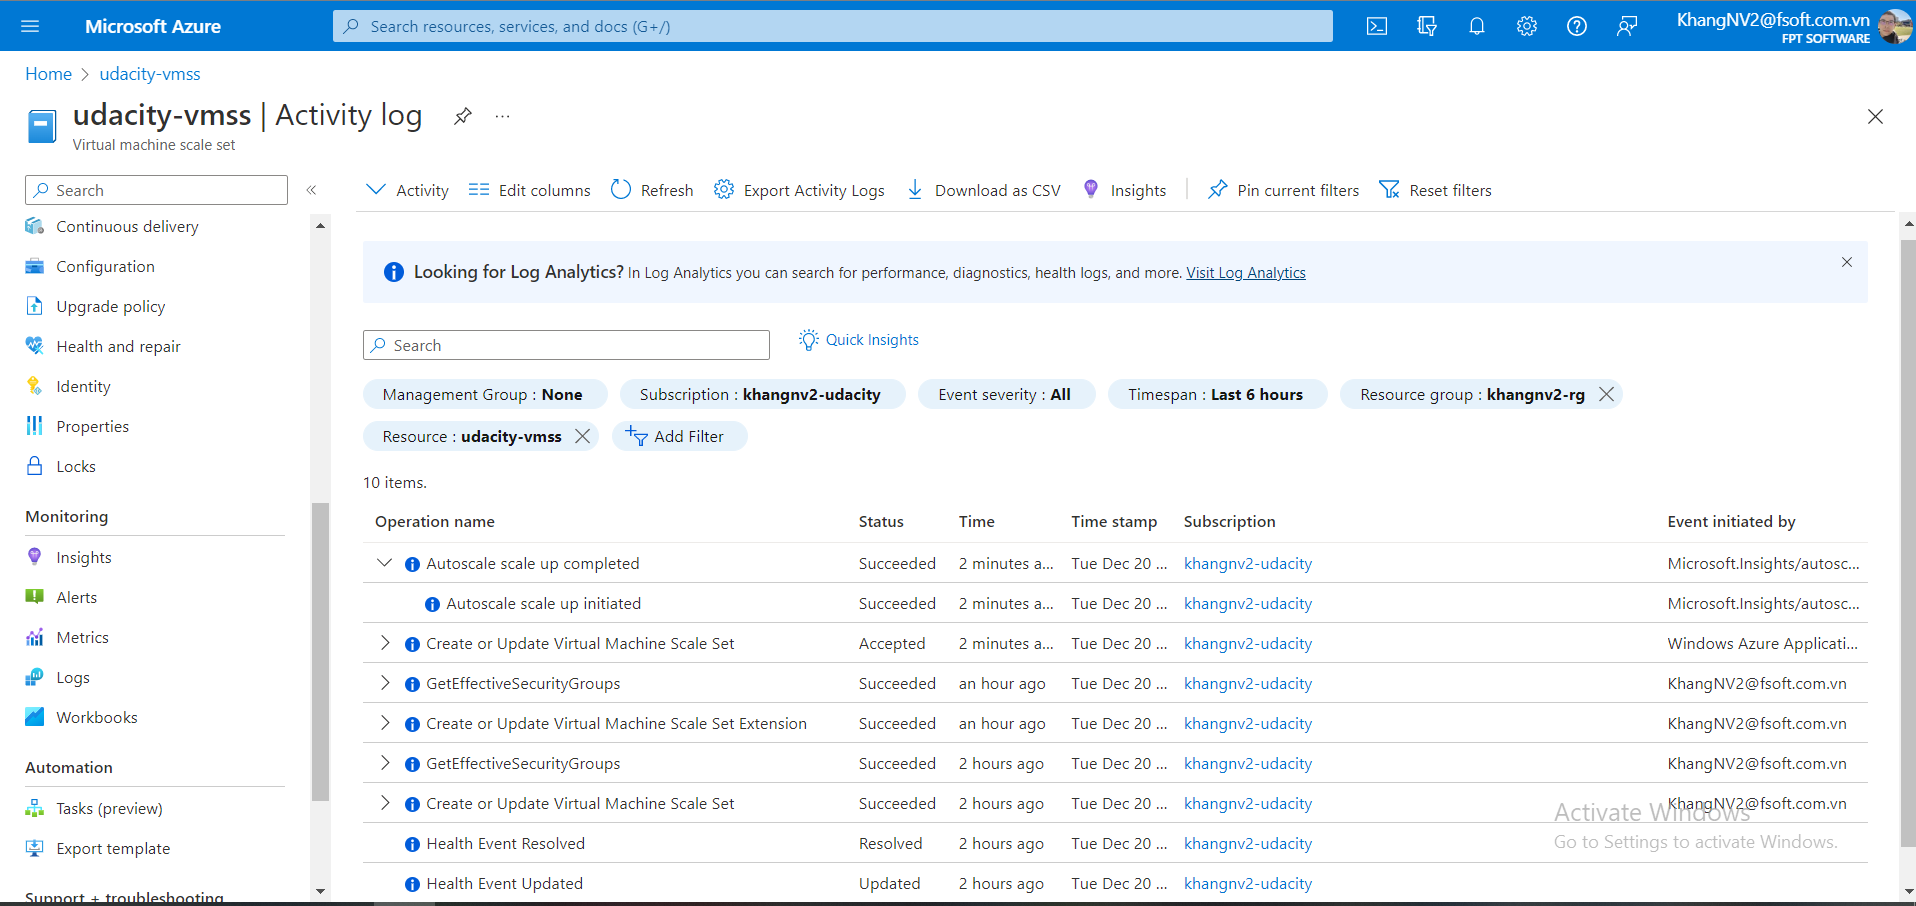 Microsoft Azure
Search resources, services, and docs (G+/)
KhangNV2@fsoft.com.vn
FPT SOFTWARE
Home > udacity-vmss
udacity-vmss | Activity log
...
Virtual machine scale set
Search
«
Continuous delivery
Configuration
Upgrade policy
Health and repair
Identity
Properties
Locks
Monitoring
Insights
Alerts
Metrics
Logs
Workbooks
Automation
Tasks (preview)
Export template
Support + troubleshooting
Activity Edit columns Refresh Export Activity Logs Download as CSV Insights Pin current filters Reset filters
Looking for Log Analytics? In Log Analytics you can search for performance, diagnostics, health logs, and more. Visit Log Analytics
Search
Quick Insights
Management Group : None Subscription : khangnv2-udacity Event severity : All Timespan : Last 6 hours Resource group : khangnv2-rg
Resource : udacity-vmss Add Filter
10 items.
Operation name Status Time Time stamp Subscription Event initiated by
Autoscale scale up completed Succeeded 2 minutes a... Tue Dec 20 ... khangnv2-udacity Microsoft.Insights/autosc...
Autoscale scale up initiated Succeeded 2 minutes a... Tue Dec 20 ... khangnv2-udacity Microsoft.Insights/autosc...
Create or Update Virtual Machine Scale Set Accepted 2 minutes a... Tue Dec 20 ... khangnv2-udacity Windows Azure Applicati...
GetEffectiveSecurityGroups Succeeded an hour ago Tue Dec 20 ... khangnv2-udacity KhangNV2@fsoft.com.vn
Create or Update Virtual Machine Scale Set Extension Succeeded an hour ago Tue Dec 20 ... khangnv2-udacity KhangNV2@fsoft.com.vn
GetEffectiveSecurityGroups Succeeded 2 hours ago Tue Dec 20 ... khangnv2-udacity KhangNV2@fsoft.com.vn
Create or Update Virtual Machine Scale Set Succeeded 2 hours ago Tue Dec 20 ... khangnv2-udacity KhangNV2@fsoft.com.vn
Health Event Resolved Resolved 2 hours ago Tue Dec 20 ... khangnv2-udacity
Health Event Updated Updated 2 hours ago Tue Dec 20 ... khangnv2-udacity
Activate Windows
Go to Settings to activate Windows.